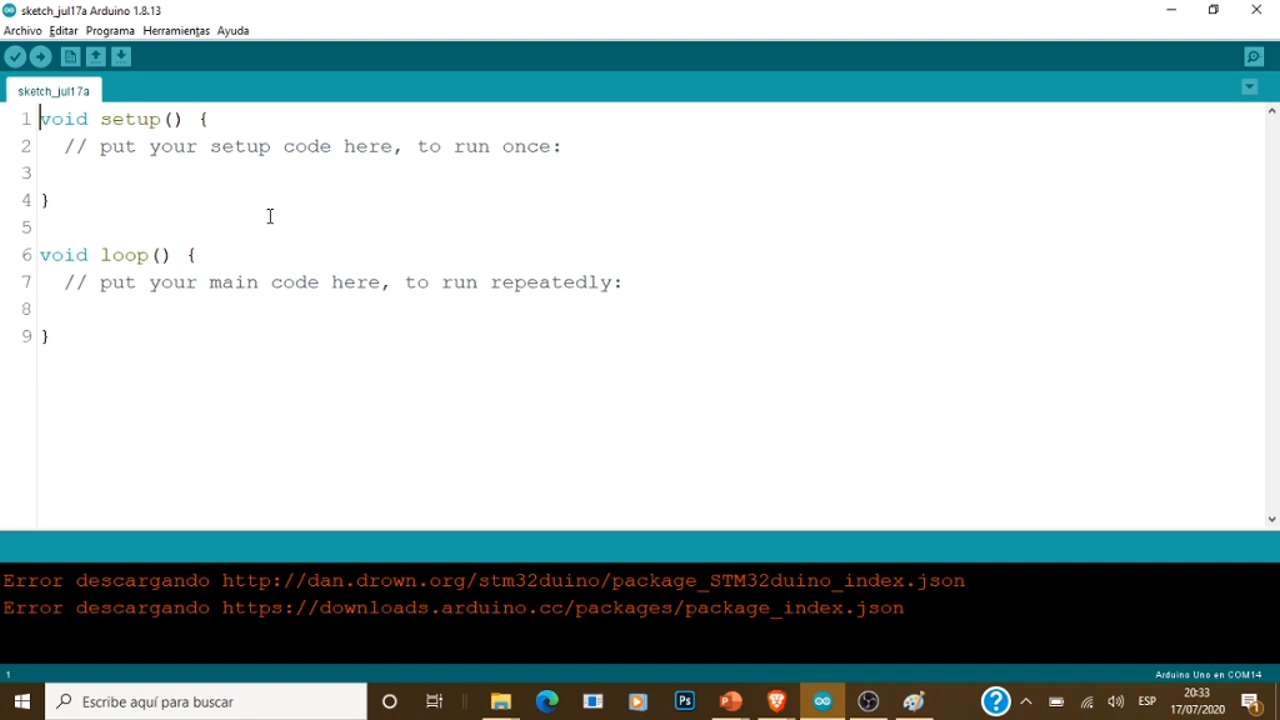 sketch_jul17a Arduino 1.8.13
Archivo Editar Programa Herramientas Ayuda
sketch_jul17a
1 void setup() {
2 // put your setup code here, to run once:
3
4 }
5
6 void loop() {
7 // put your main code here, to run repeatedly:
8
9 }
Error descargando http://dan.drown.org/stm32duino/package_STM32duino_index.json
Error descargando https://downloads.arduino.cc/packages/package_index.json
1 Arduino Uno en COM14
Escribe aquí para buscar
Ps
ESP
20:33
17/07/2020
1